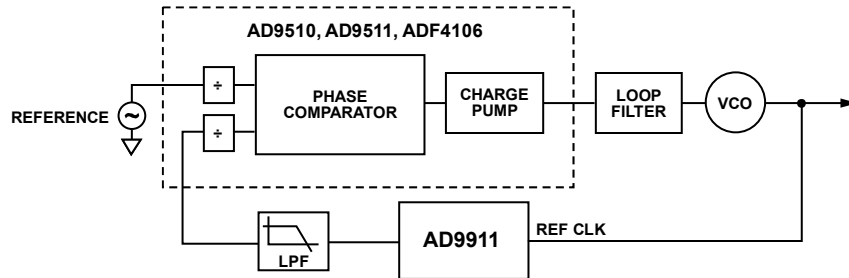 AD9510, AD9511, ADF4106
÷
PHASE
COMPARATOR
CHARGE
PUMP
LOOP
FILTER
VCO
REFERENCE
~
÷
AD9911
REF CLK
LPF